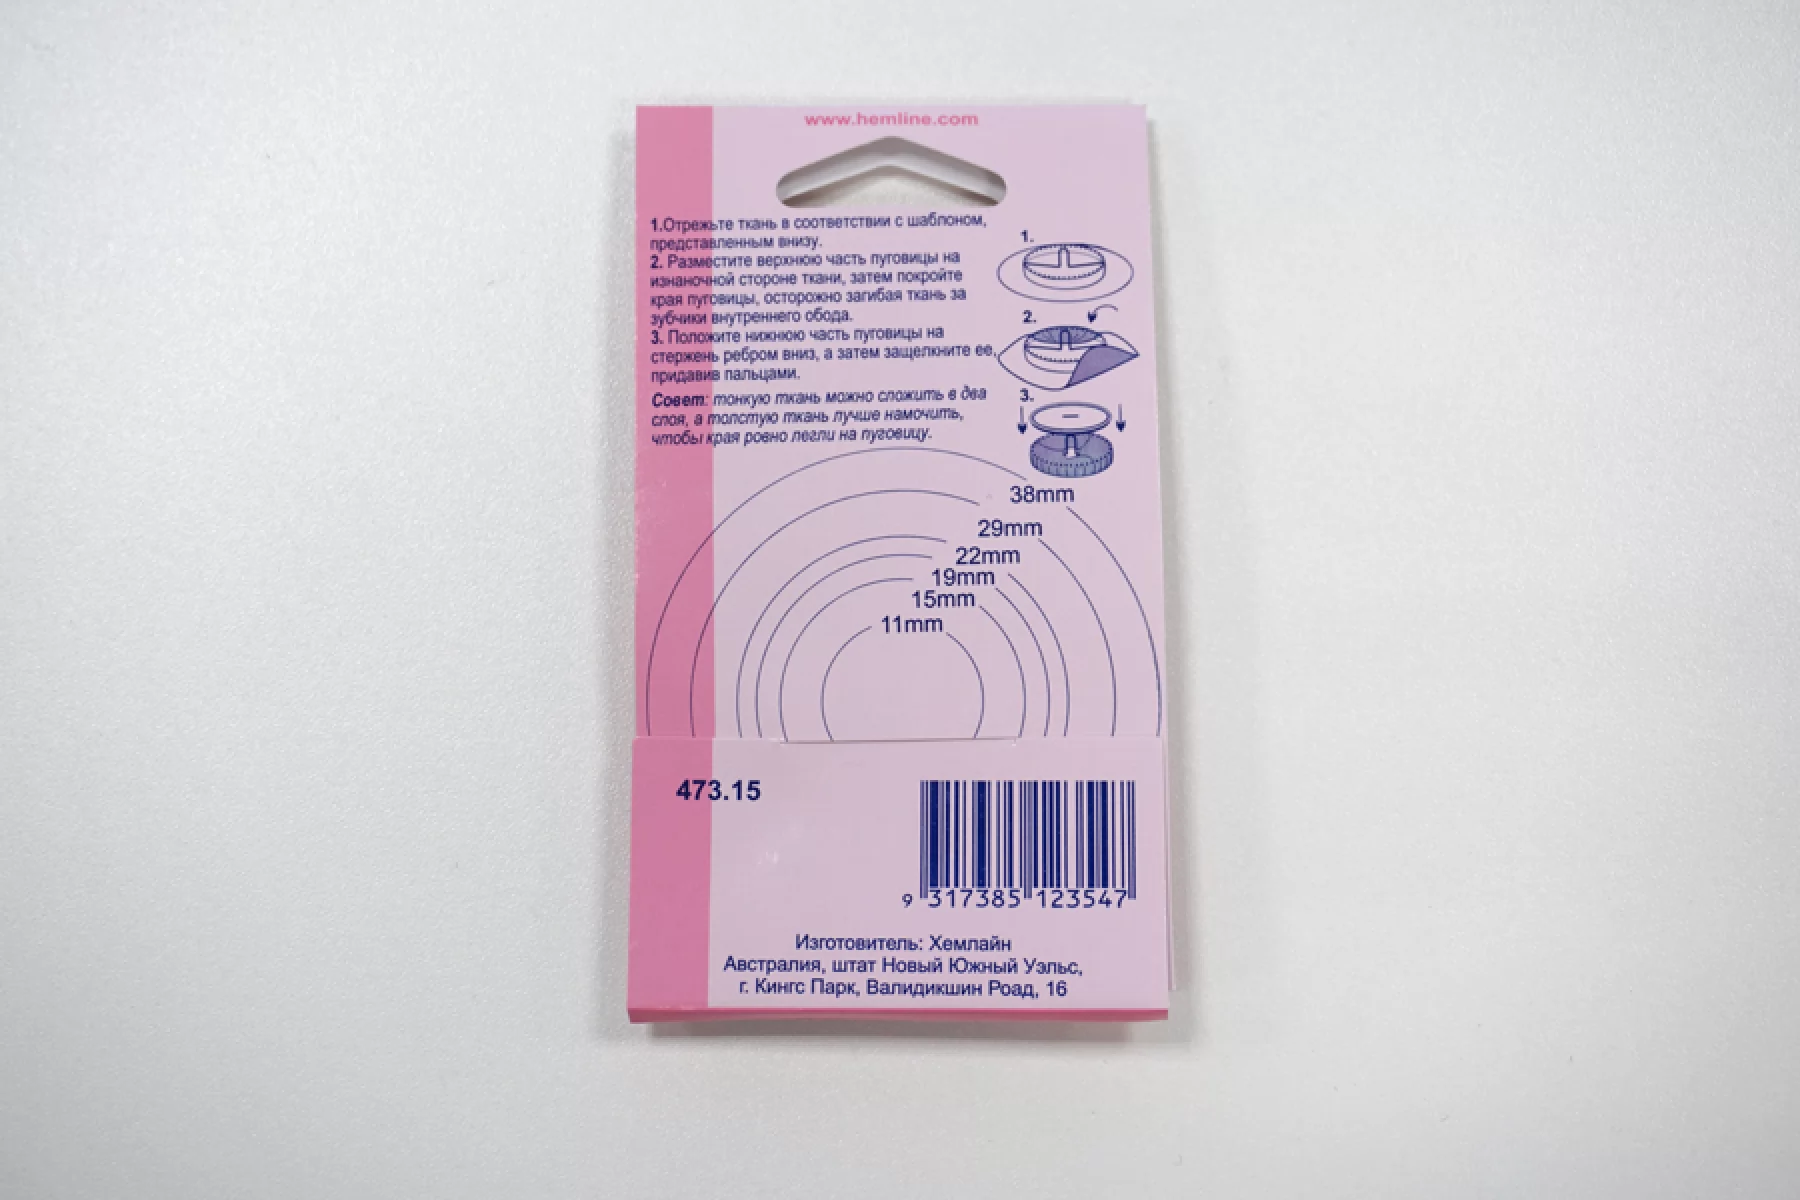 www.hemline.com
1.Отрежьте ткань в соответствии с шаблоном,
представленным внизу.
2. Разместите верхнюю часть пуговицы на
изнаночной стороне ткани, затем покройте
края пуговицы, осторожно загибая ткань за
зубчики внутреннего обода.
3. Положите нижнюю часть пуговицы на
стержень ребром вниз, а затем защелкните ее,
придавив пальцами.
Совет: тонкую ткань можно сложить в два
слоя, а толстую ткань лучше намочить,
чтобы края ровно легли на пуговицу.
1.
2.
3.
38mm
29mm
22mm
19mm
15mm
11mm
473.15
9 317385 123547
Изготовитель: Хемлайн
Австралия, штат Новый Южный Уэльс,
г. Кингс Парк, Валидикшин Роад, 16